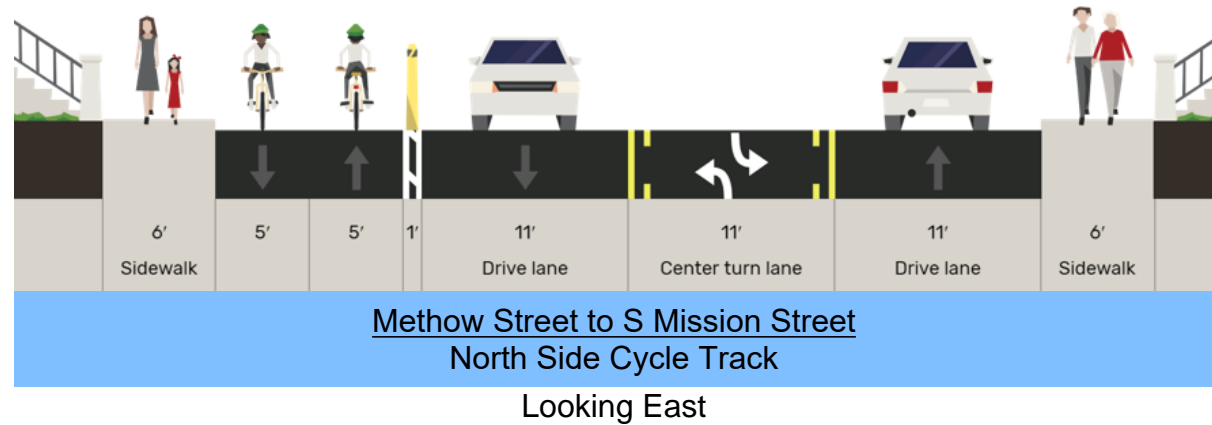 6′ 5′ 5′ 1′ 11′ 11′ 11′ 6′
Sidewalk Drive lane Center turn lane Drive lane Sidewalk
Methow Street to S Mission Street
North Side Cycle Track
Looking East